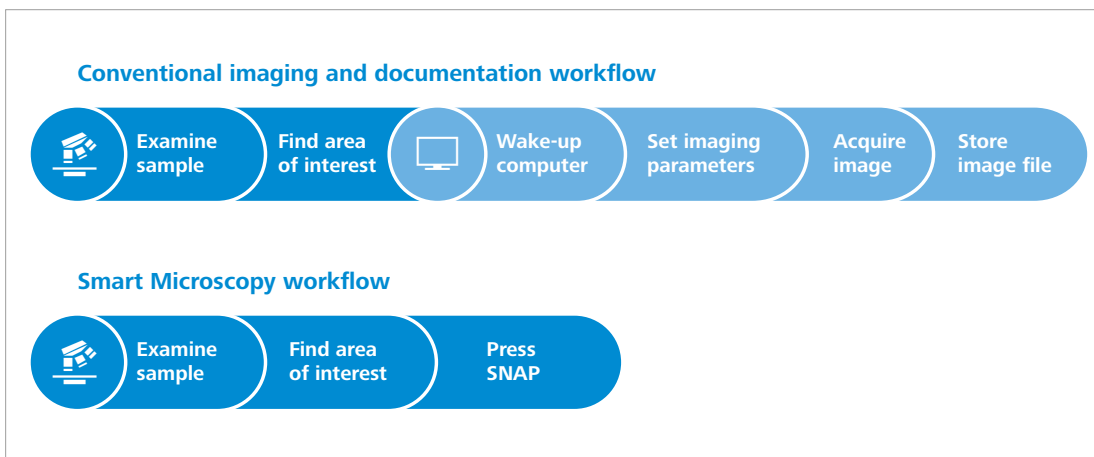 Conventional imaging and documentation workflow
Examine
sample
Find area
of interest
Wake-up
computer
Set imaging
parameters
Acquire
image
Store
image file
Smart Microscopy workflow
Examine
sample
Find area
of interest
Press
SNAP